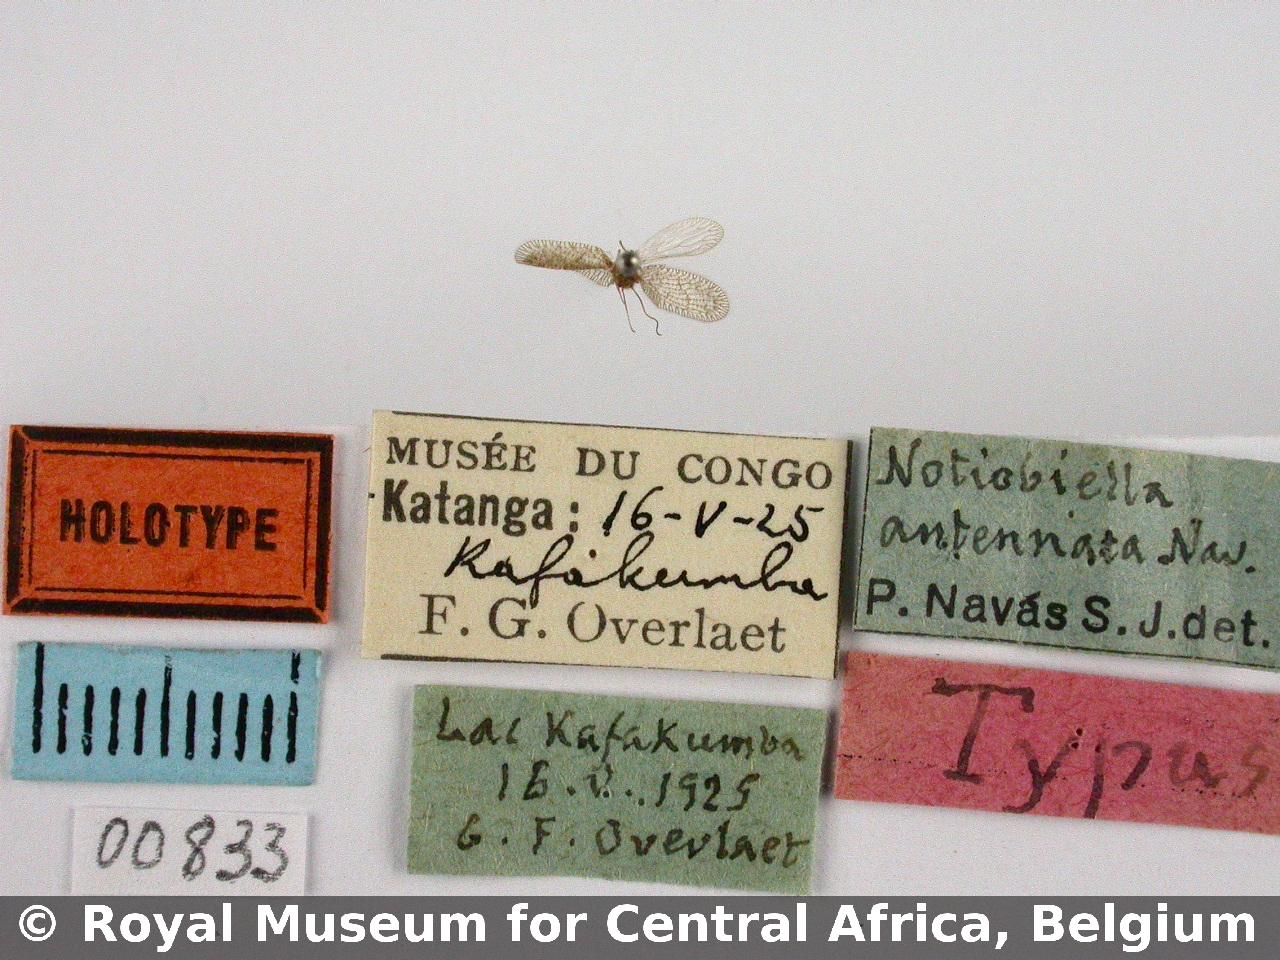 HOLOTYPE
MUSÉE DU CONGO
Katanga: 16-V-25
Kafakumba
F. G. Overlaet
Notiobiella
antennata Nav.
P. Navás S. J. det.
Lac Kafakumba
16.V..1925
G. F. Overlaet
Typus
00833
© Royal Museum for Central Africa, Belgium